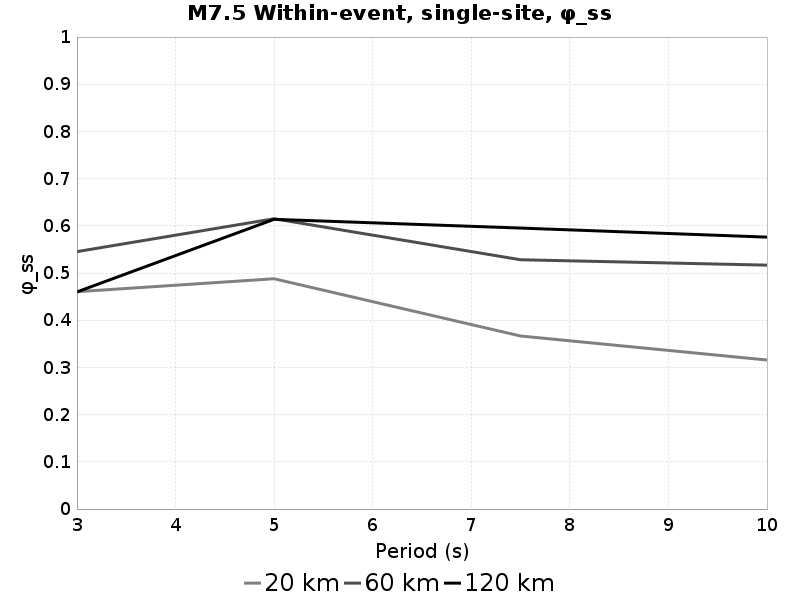 M7.5 Within-event, single-site, φ_ss
1
0.9
0.8
0.7
0.6
0.5
0.4
0.3
0.2
0.1
0
φ_ss
3 4 5 6 7 8 9 10
Period (s)
20 km 60 km 120 km